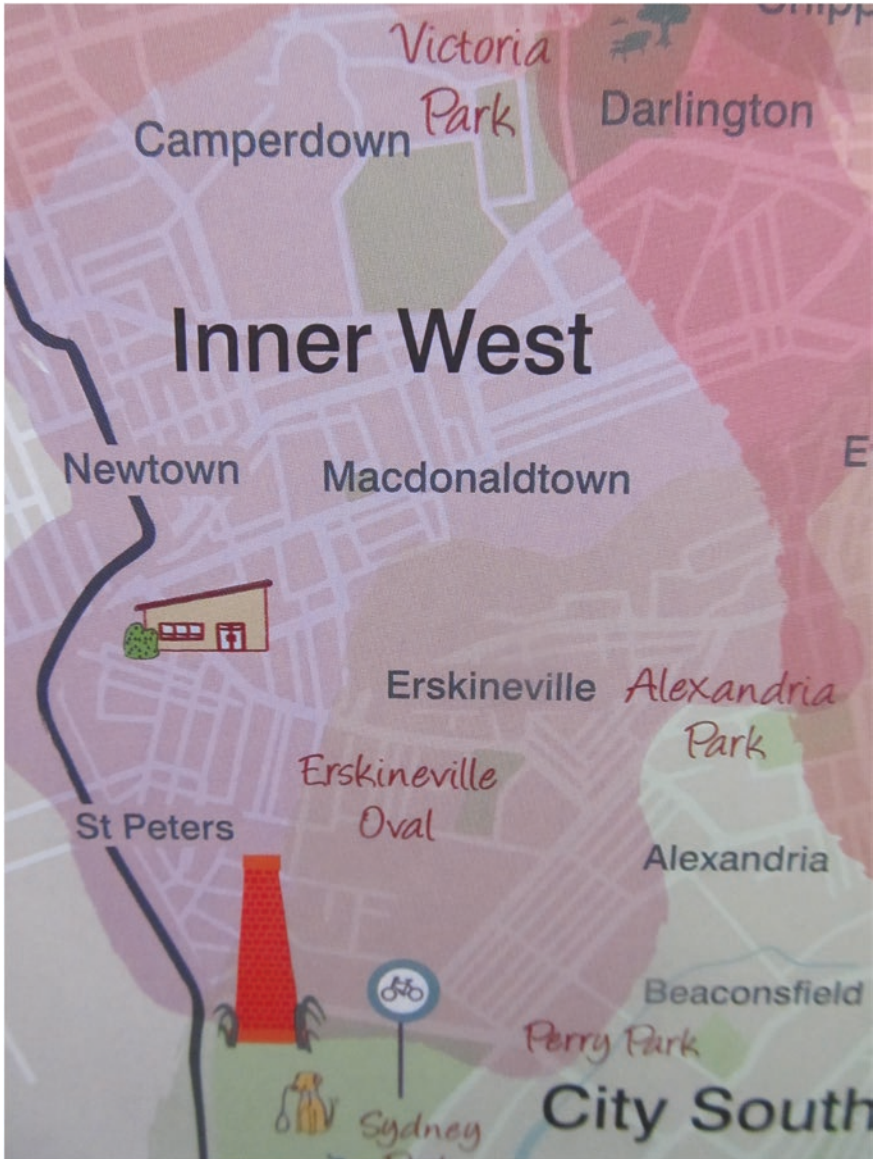 Victoria
Park
Darlington
Camperdown
Inner West
Newtown
Macdonaldtown
Erskineville
Alexandria
Park
Erskineville
Oval
St Peters
Alexandria
Beaconsfield
Perry Park
City South
Sydney